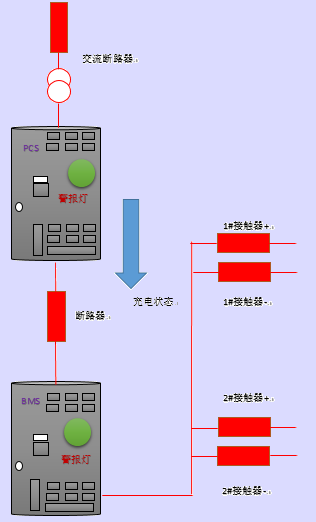 交流断路器
PCS
警报灯
充电状态
断路器
1#接触器+
1#接触器-
BMS
警报灯
2#接触器+
2#接触器-